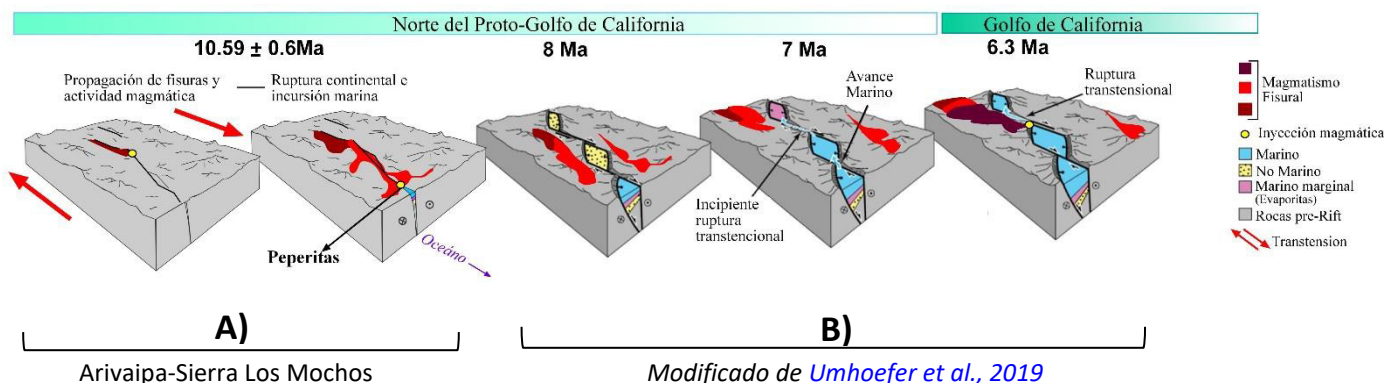 Norte del Proto-Golfo de California
Golfo de California
10.59 ± 0.6Ma
8 Ma
7 Ma
6.3 Ma
Propagación de fisuras y
actividad magmática
Ruptura continental e
incursión marina
Avance
Marino
Ruptura
transtensional
Magmatismo
Fisural
Inyección magmática
Marino
No Marino
Marino marginal
(Evaporitas)
Rocas pre-Rift
Transtension
Incipiente
ruptura
transtencional
Peperitas
Oceáno
A)
B)
Arivaipa-Sierra Los Mochos
Modificado de Umhoefer et al., 2019